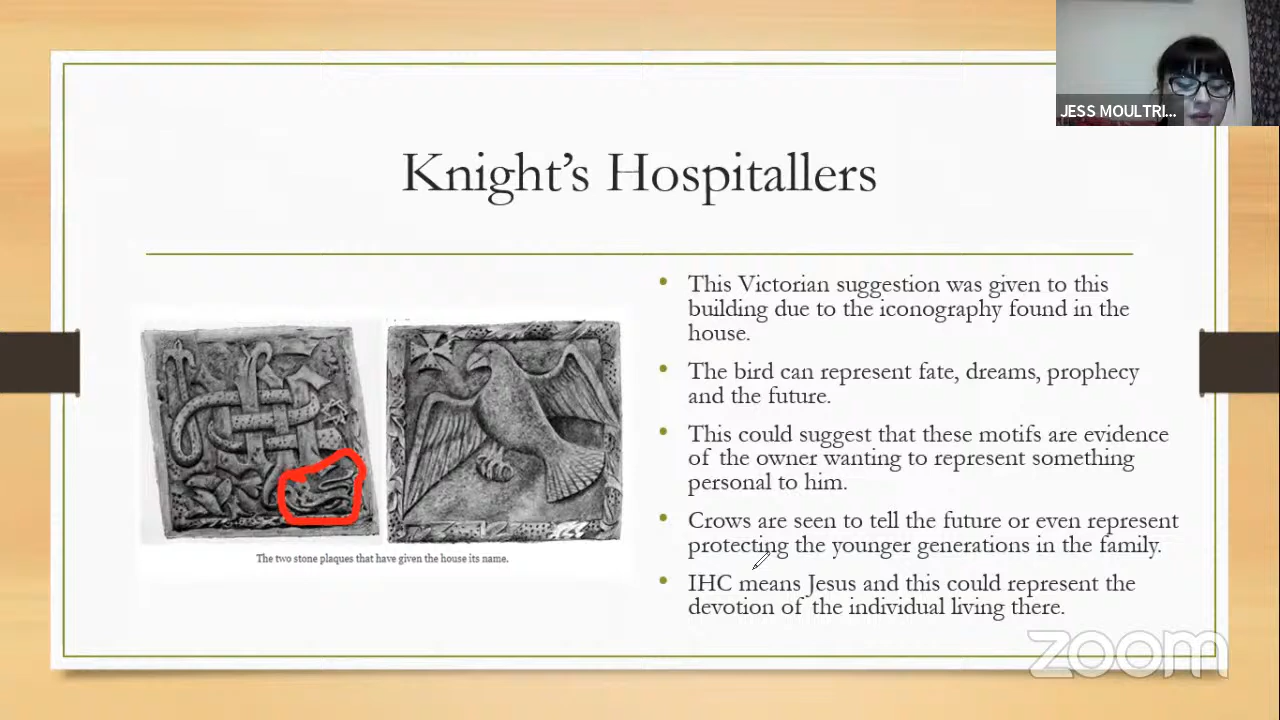 JESS MOULTRI...
Knight's Hospitallers
• This Victorian suggestion was given to this
building due to the iconography found in the
house.
• The bird can represent fate, dreams, prophecy
and the future.
• This could suggest that these motifs are evidence
of the owner wanting to represent something
personal to him.
• Crows are seen to tell the future or even represent
protecting the younger generations in the family.
• IHC means Jesus and this could represent the
devotion of the individual living there.
The two stone plaques that have given the house its name.
zoom